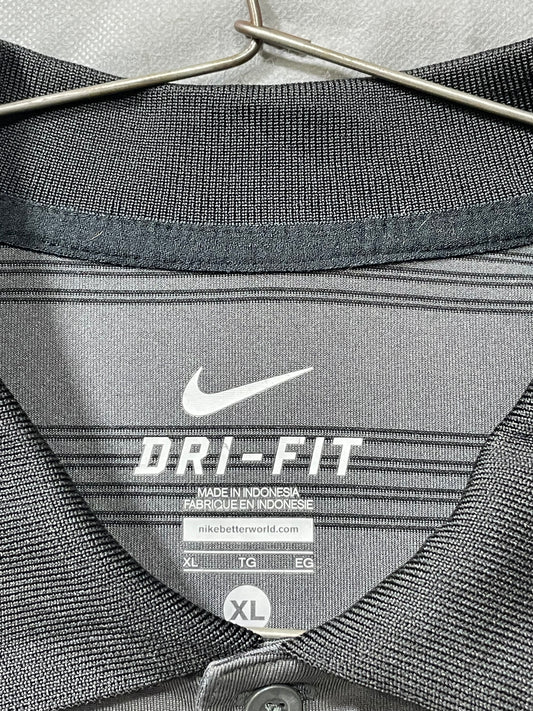 DRI-FIT
MADE IN INDONESIA
FABRIQUE EN INDONESIE
nikebetterworld.com
XL TG EG
XL